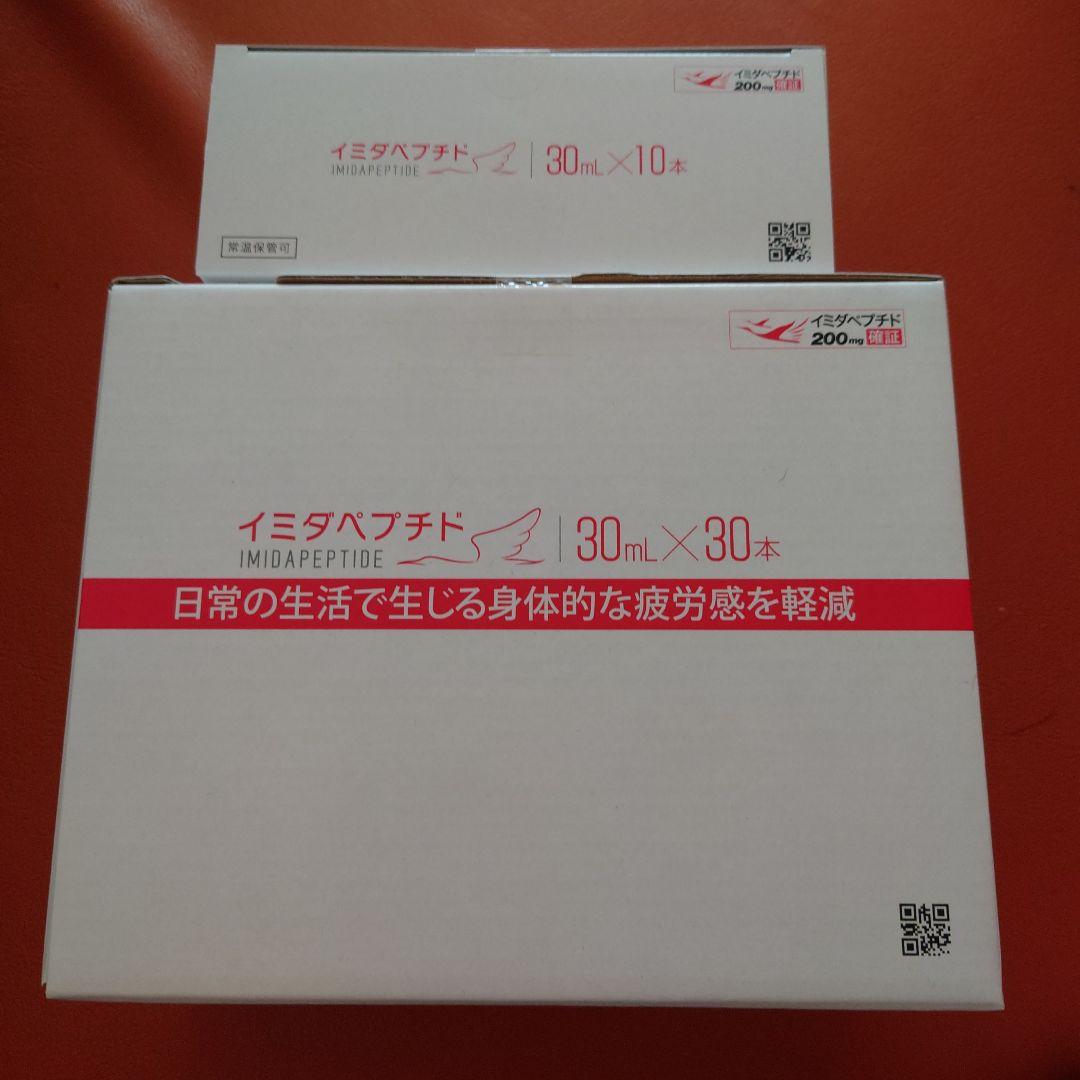 イミダペプチド
200mg 確証
イミダペプチド
IMIDAPEPTIDE
30mL×10本
常温保管可
イミダペプチド
200mg 確証
イミダペプチド
IMIDAPEPTIDE
30mL×30本
日常の生活で生じる身体的な疲労感を軽減